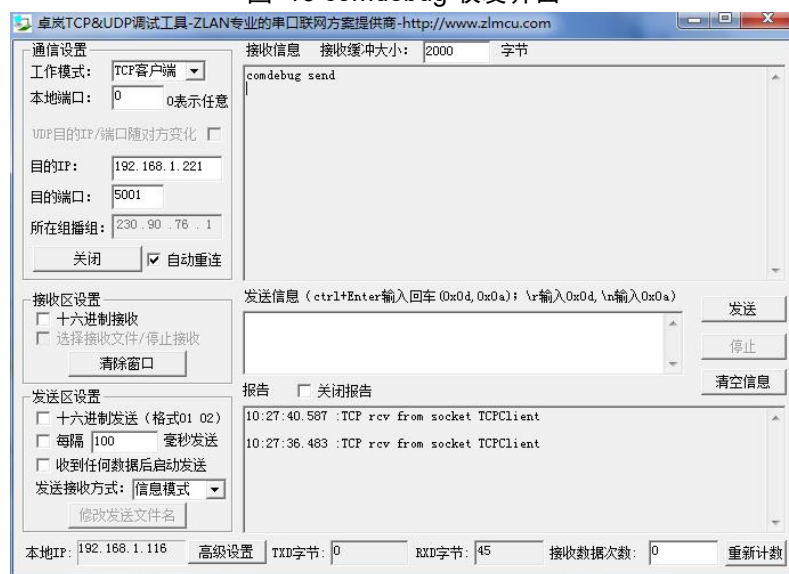 卓岚TCP&UDP调试工具-ZLAN专业的串口联网方案提供商-http://www.zlmcu.com
通信设置
工作模式： TCP客户端
本地端口： 0 0表示任意
UDP目的IP/端口随对方变化
目的IP： 192.168.1.221
目的端口： 5001
所在组播组： 230 .90 .76 .1
关闭 自动重连
接收信息 接收缓冲大小： 2000 字节
comdebug send
接收区设置
十六进制接收
选择接收文件/停止接收
清除窗口
发送信息（ctrl+Enter输入回车(0x0d,0x0a)；\r输入0x0d,\n输入0x0a）
发送
停止
清空信息
发送区设置
十六进制发送（格式01 02）
每隔 100 毫秒发送
收到任何数据后启动发送
发送接收方式： 信息模式
修改发送文件名
报告 关闭报告
10:27:40.587 :TCP rcv from socket TCPClient
10:27:36.483 :TCP rcv from socket TCPClient
本地IP: 192.168.1.116 高级设置 TXD字节: 0 RXD字节: 45 接收数据次数: 0 重新计数